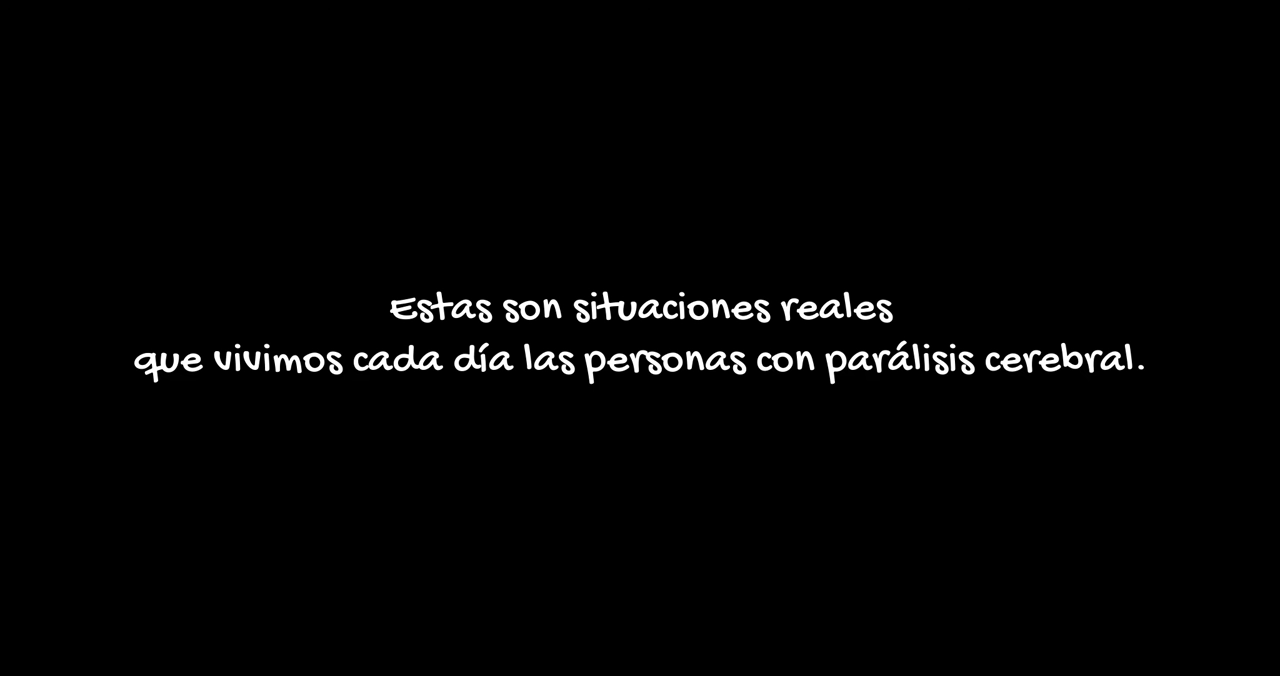 Estas son situaciones reales
que vivimos cada día las personas con parálisis cerebral.